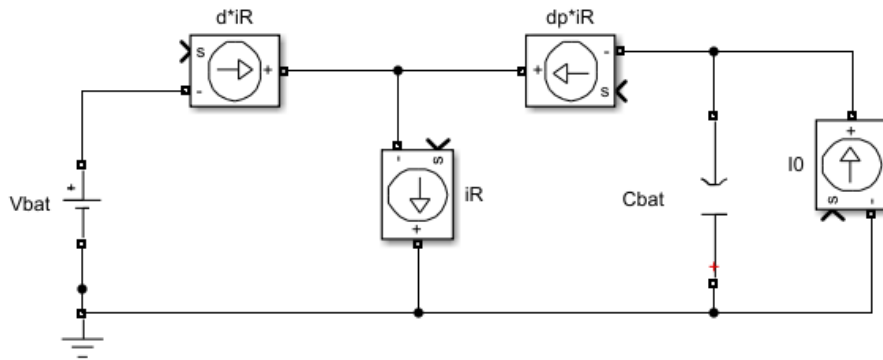 d*iR
dp*iR
s
+
-
+
-
s
Vbat
+
-
s
+
iR
Cbat
+
I0
+
s
-